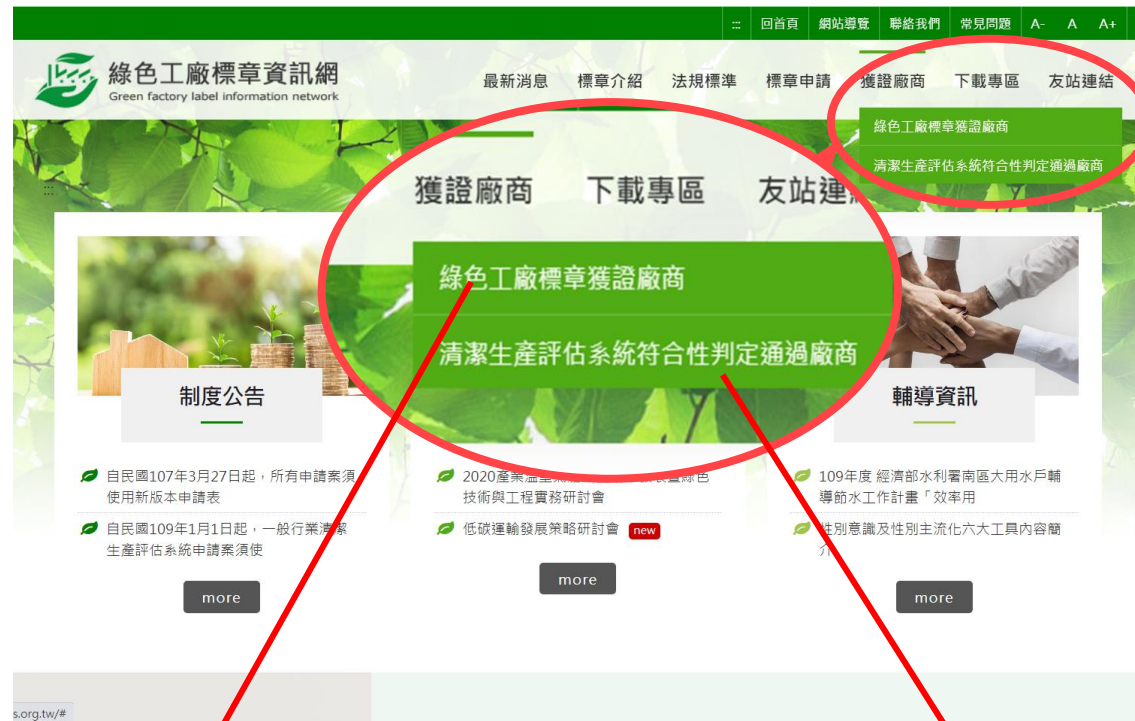 :::
回首頁 網站導覽 聯絡我們 常見問題 A- A A+
綠色工廠標章資訊網
Green factory label information network
最新消息 標章介紹 法規標準 標章申請 獲證廠商 下載專區 友站連結
綠色工廠標章獲證廠商
清潔生產評估系統符合性判定通過廠商
:::
獲證廠商 下載專區 友站連
綠色工廠標章獲證廠商
清潔生產評估系統符合性判定通過廠商
制度公告
自民國107年3月27日起，所有申請案須
使用新版本申請表
自民國109年1月1日起，一般行業清潔
生產評估系統申請案須使
more
2020產業溫室
綠色
技術與工程實務研討會
低碳運輸發展策略研討會 new
more
輔導資訊
109年度 經濟部水利署南區大用水戶輔
導節水工作計畫「效率用
性別意識及性別主流化六大工具內容簡
介
more
s.org.tw/#